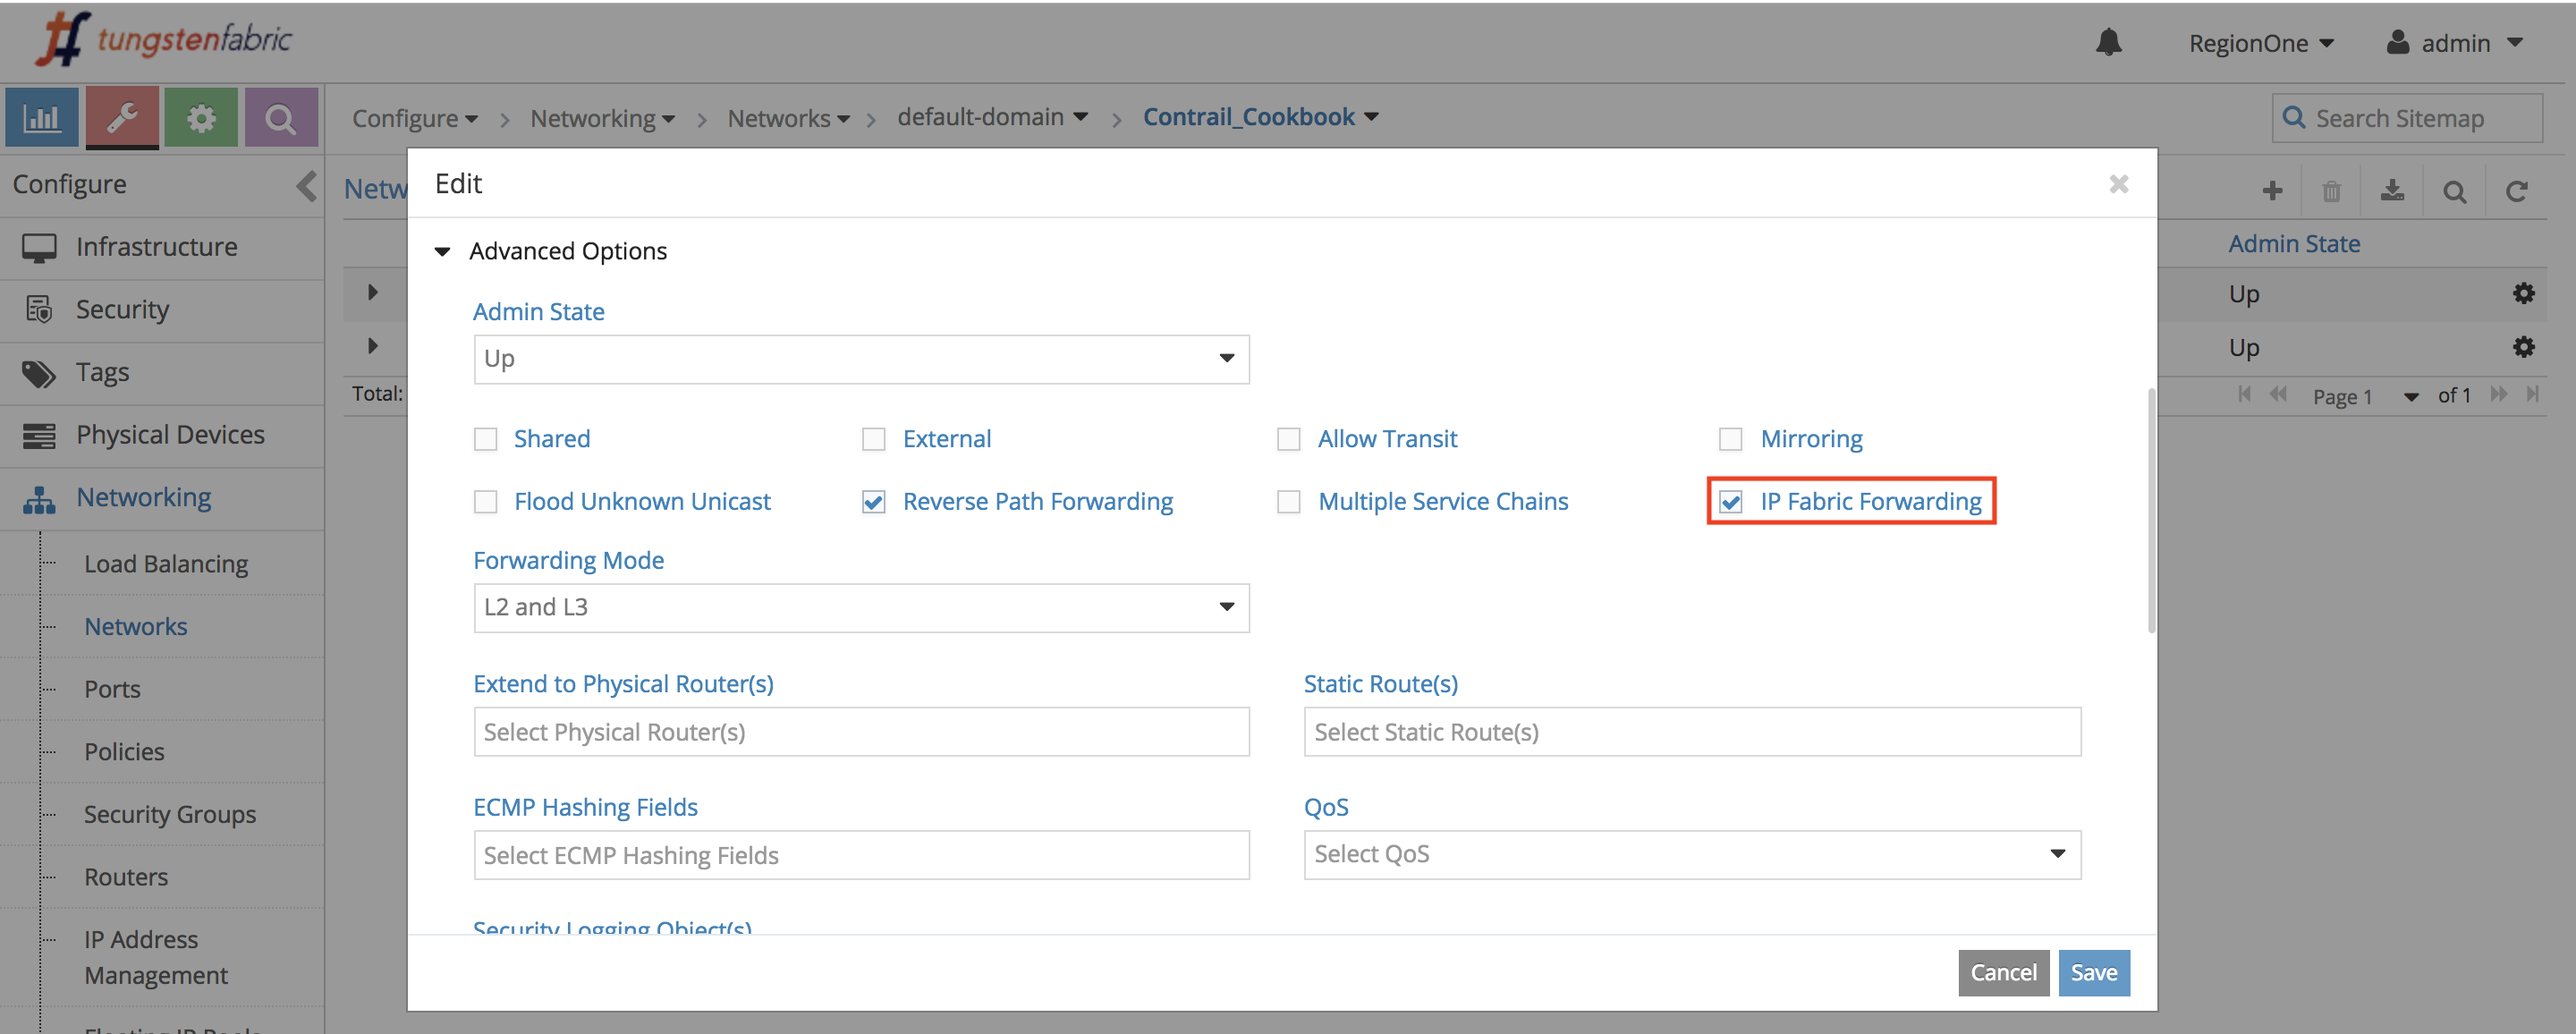 tungstenfabric
RegionOne
admin
Configure
Networking
Networks
default-domain
Contrail_Cookbook
Search Sitemap
Configure
Infrastructure
Security
Tags
Physical Devices
Networking
Load Balancing
Networks
Ports
Policies
Security Groups
Routers
IP Address
Management
Netw
Total:
Edit
Advanced Options
Admin State
Up
Shared
External
Allow Transit
Mirroring
Flood Unknown Unicast
Reverse Path Forwarding
Multiple Service Chains
IP Fabric Forwarding
Forwarding Mode
L2 and L3
Extend to Physical Router(s)
Static Route(s)
Select Physical Router(s)
Select Static Route(s)
ECMP Hashing Fields
QoS
Select ECMP Hashing Fields
Select QoS
Security Logging Object(s)
Cancel
Save
Admin State
Up
Up
Page 1
of 1